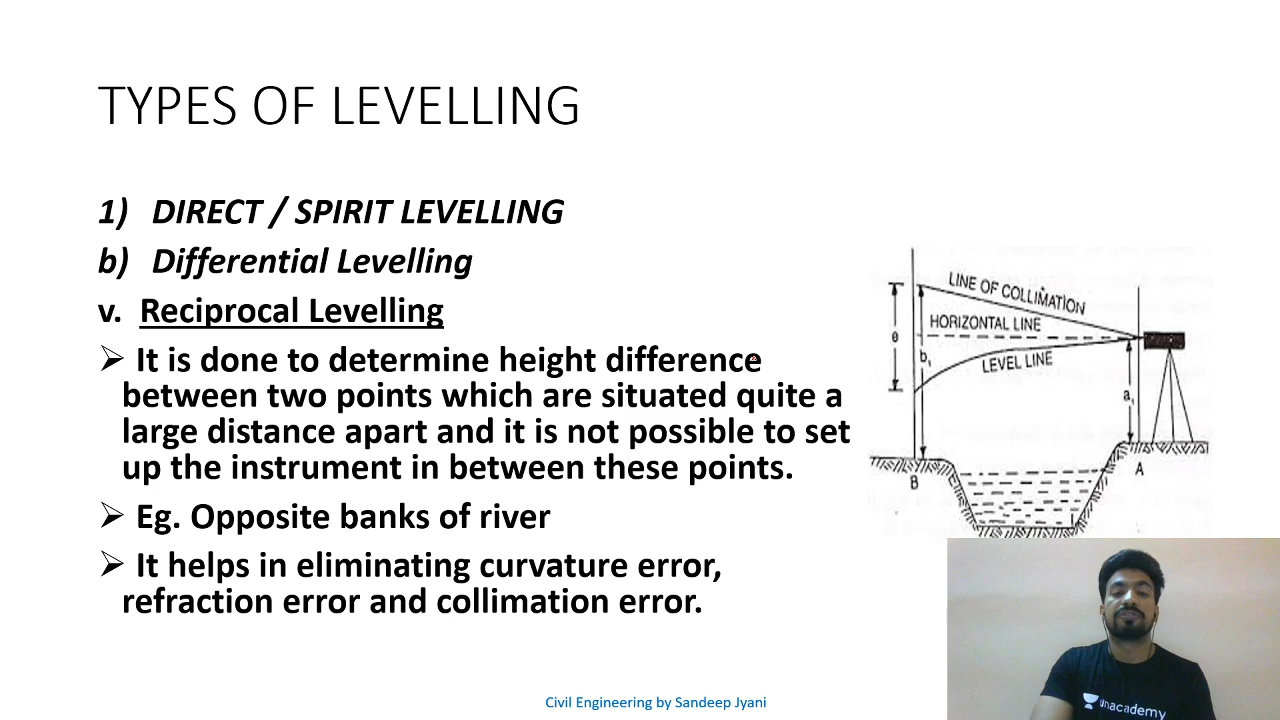 TYPES OF LEVELLING
1) DIRECT / SPIRIT LEVELLING
b) Differential Levelling
v. Reciprocal Levelling
➢ It is done to determine height difference
between two points which are situated quite a
large distance apart and it is not possible to set
up the instrument in between these points.
➢ Eg. Opposite banks of river
➢ It helps in eliminating curvature error,
refraction error and collimation error.
LINE OF COLLIMATION
HORIZONTAL LINE
LEVEL LINE
e
b₁
a₁
B
A
unacademy
Civil Engineering by Sandeep Jyani